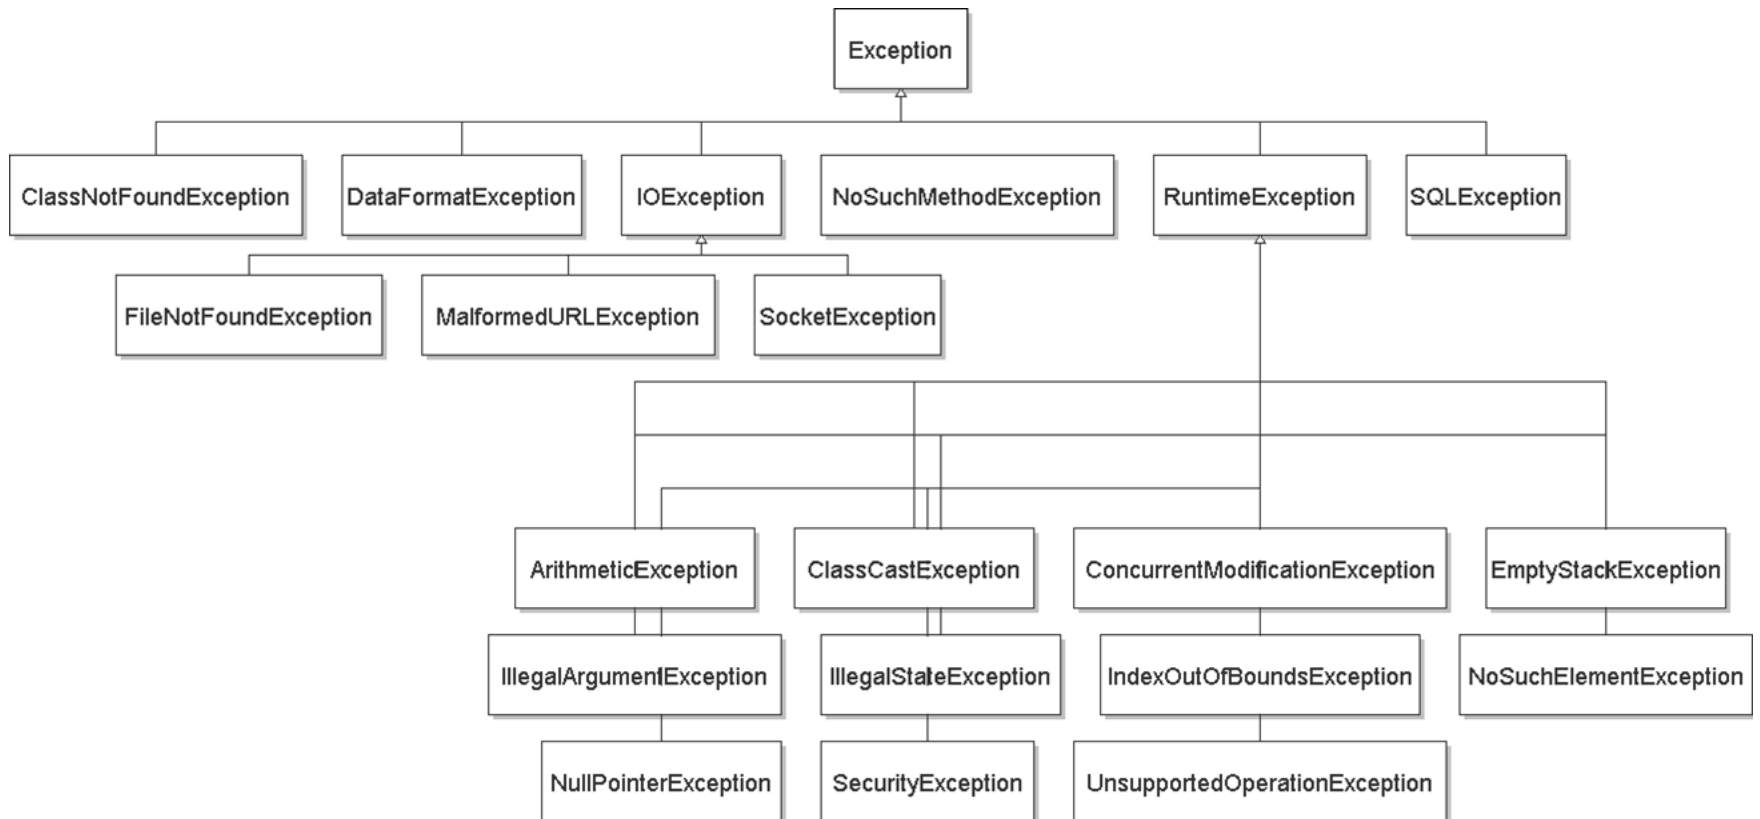 Exception
ClassNotFoundException
DataFormatException
IOException
NoSuchMethodException
RuntimeException
SQLException
FileNotFoundException
MalformedURLException
SocketException
ArithmeticException
ClassCastException
ConcurrentModificationException
EmptyStackException
IllegalArgumentException
IllegalStateException
IndexOutOfBoundsException
NoSuchElementException
NullPointerException
SecurityException
UnsupportedOperationException